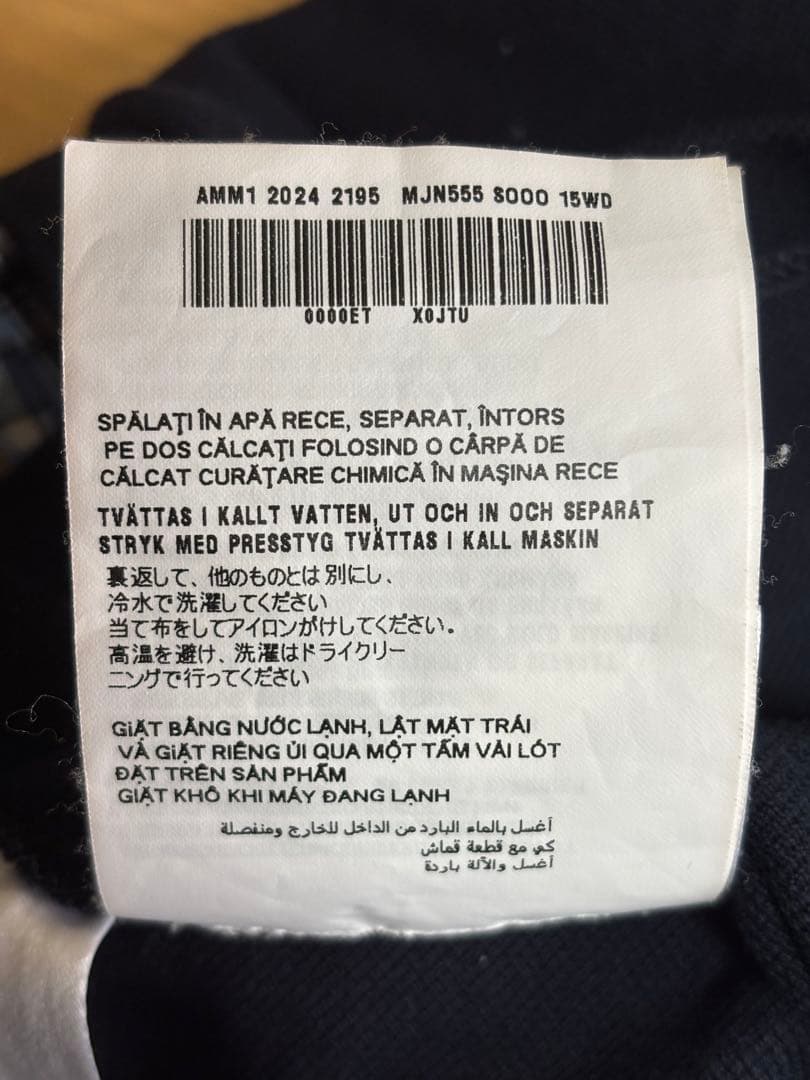 AMM1 2024 2195 MJN555 S000 15WD
0000ET X0JTU
SPĂLAŢI ÎN APĂ RECE, SEPARAT, ÎNTORS
PE DOS CĂLCAŢI FOLOSIND O CÂRPĂ DE
CĂLCAT CURĂŢARE CHIMICĂ ÎN MAŞINA RECE
TVÄTTAS I KALLT VATTEN, UT OCH IN OCH SEPARAT
STRYK MED PRESSTYG TVÄTTAS I KALL MASKIN
裏返して、他のものとは別にし、
冷水で洗濯してください
当て布をしてアイロンがけしてください。
高温を避け、洗濯はドライクリー
ニングで行ってください
GIẶT BẰNG NƯỚC LẠNH, LẬT MẶT TRÁI
VÀ GIẶT RIÊNG ỦI QUA MỘT TẤM VẢI LÓT
ĐẶT TRÊN SẢN PHẨM
GIẶT KHÔ KHI MÁY ĐANG LẠNH
أغسل بالماء البارد من الداخل للخارج ومنفصلة
كي مع قطعة قماش
أغسل والآلة باردة